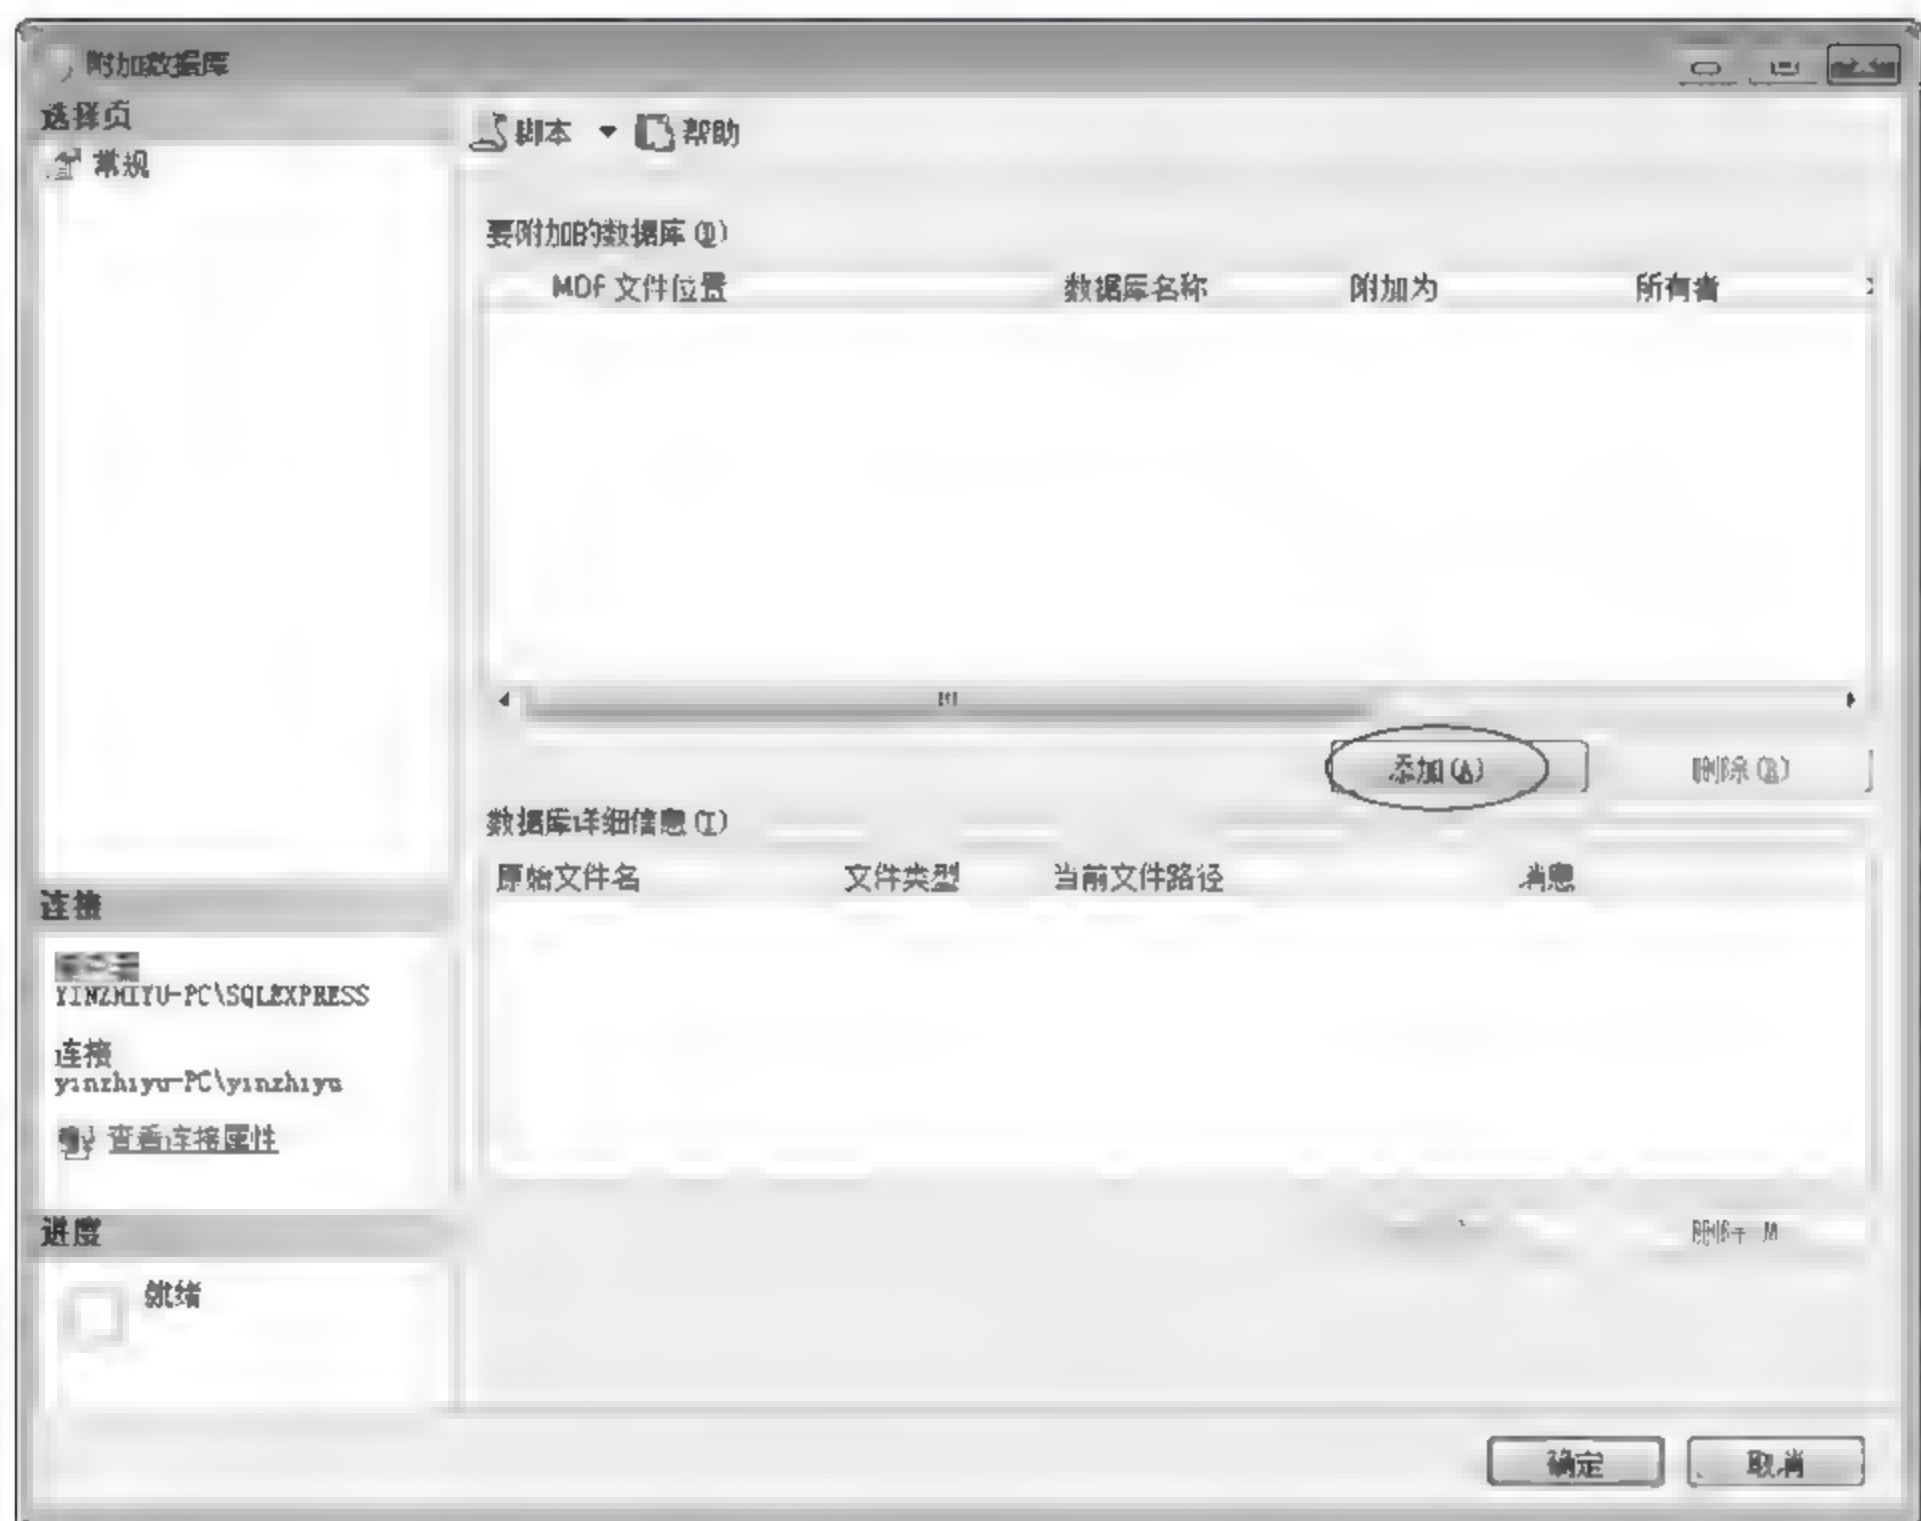 附加数据库
选择页
常规
脚本 帮助
要附加的数据库(D)
MDF 文件位置 数据库名称 附加为 所有者
添加(A) 删除(R)
数据库详细信息(T)
原始文件名 文件类型 当前文件路径 消息
连接
YINZHIYU-PC\SQLEXPRESS
连接
yinzhiyu-PC\yinzhiyu
查看连接属性
进度
就绪
确定 取消